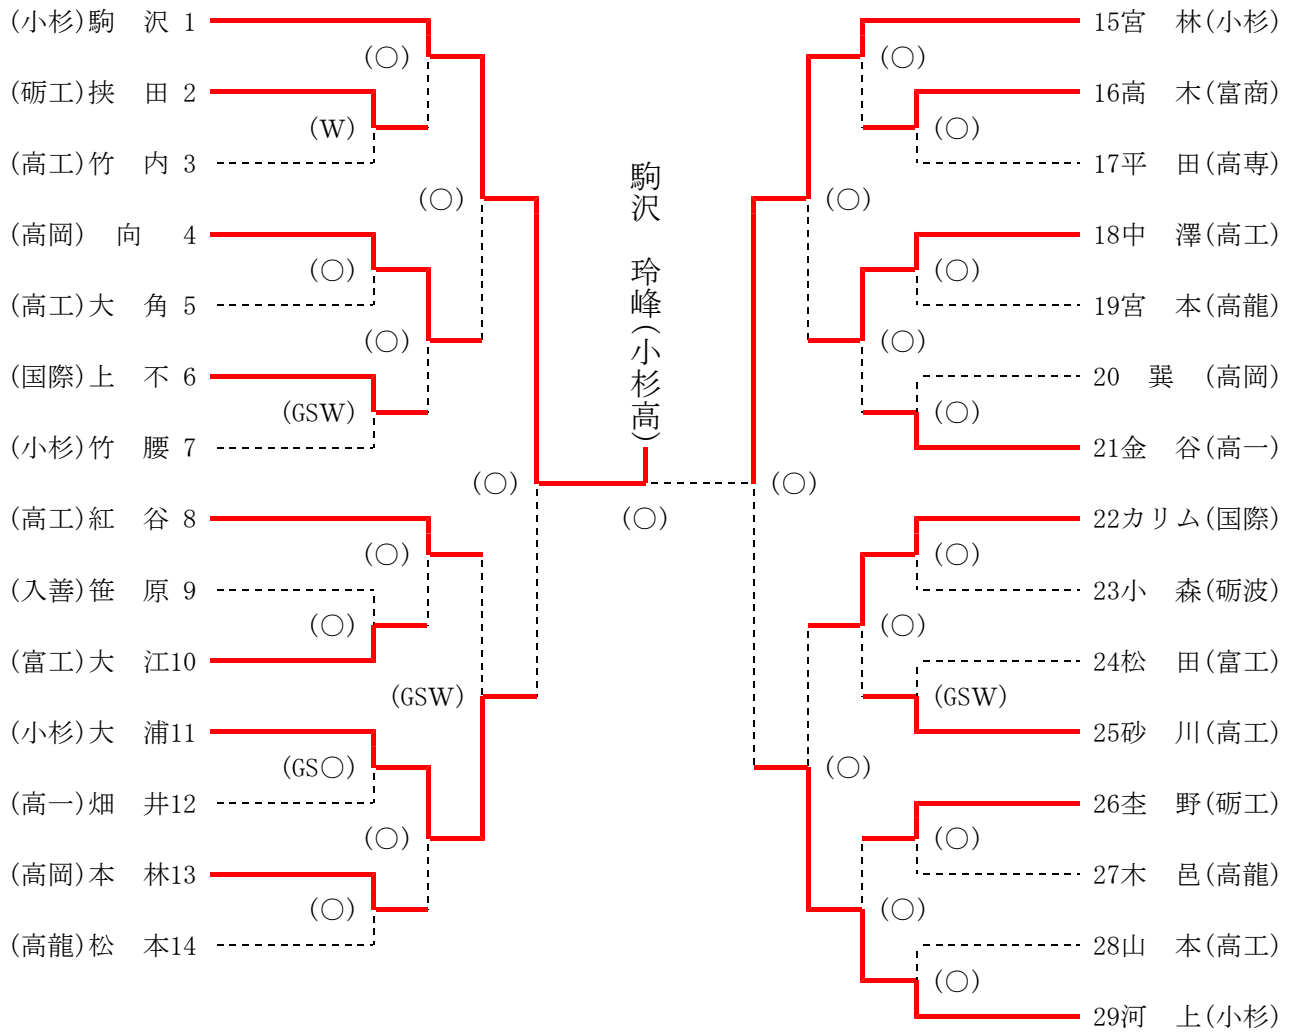 (小杉)駒　沢 1
(○)
(砺工)挟　田 2
(W)
(高工)竹　内 3
(○)
(高岡)　向　 4
(○)
(高工)大　角 5
(○)
(国際)上　不 6
(GSW)
(小杉)竹　腰 7
(○)
(高工)紅　谷 8
(○)
(入善)笹　原 9
(○)
(富工)大　江10
(GSW)
(小杉)大　浦11
(GS○)
(高一)畑　井12
(○)
(高岡)本　林13
(○)
(高龍)松　本14
駒沢　玲峰(小杉高)
(○)
15宮　林(小杉)
(○)
16高　木(富商)
(○)
17平　田(高専)
(○)
18中　澤(高工)
(○)
19宮　本(高龍)
(○)
20　巽　(高岡)
(○)
21金　谷(高一)
(○)
22カリム(国際)
(○)
23小　森(砺波)
(○)
24松　田(富工)
(GSW)
25砂　川(高工)
(○)
26杢　野(砺工)
(○)
27木　邑(高龍)
(○)
28山　本(高工)
(○)
29河　上(小杉)